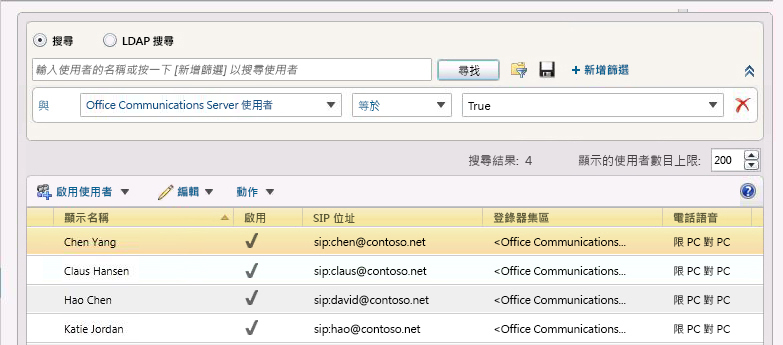 搜尋 LDAP 搜尋
輸入使用者的名稱或按一下 [新增篩選] 以搜尋使用者 尋找 + 新增篩選
與 Office Communications Server 使用者 等於 True
搜尋結果: 4 顯示的使用者數目上限: 200
啟用使用者 編輯 動作
顯示名稱 啟用 SIP 位址 登錄器集區 電話語音
Chen Yang sip:chen@contoso.net <Office Communications... 限 PC 對 PC
Claus Hansen sip:claus@contoso.net <Office Communications... 限 PC 對 PC
Hao Chen sip:david@contoso.net <Office Communications... 限 PC 對 PC
Katie Jordan sip:hao@contoso.net <Office Communications... 限 PC 對 PC